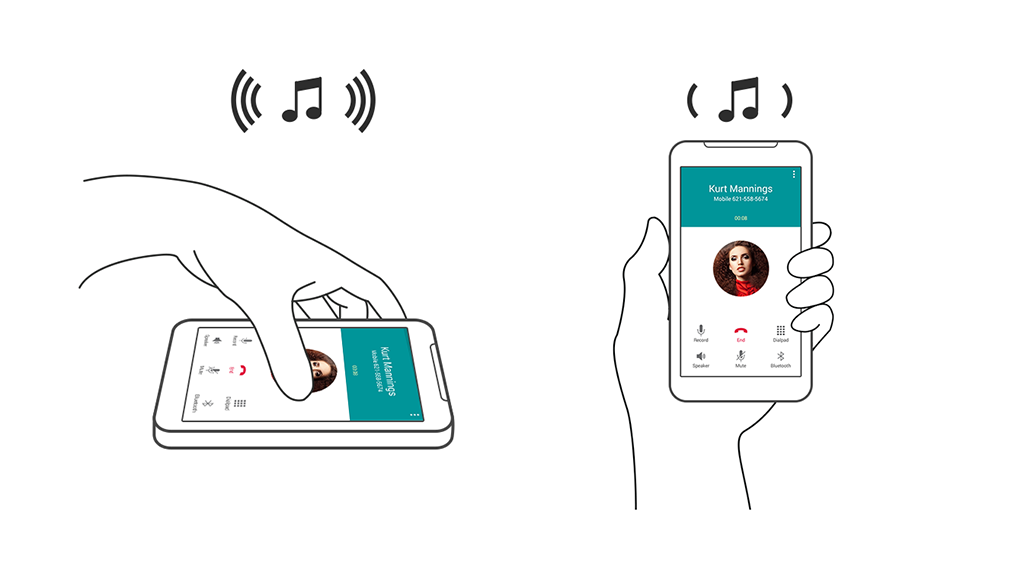 Kurt Mannings
Mobile 621-558-5674
00:00
Record
End
Dialpad
Speaker
Mute
Bluetooth
Kurt Mannings
Mobile 621-558-5674
00:08
Record
End
Dialpad
Speaker
Mute
Bluetooth